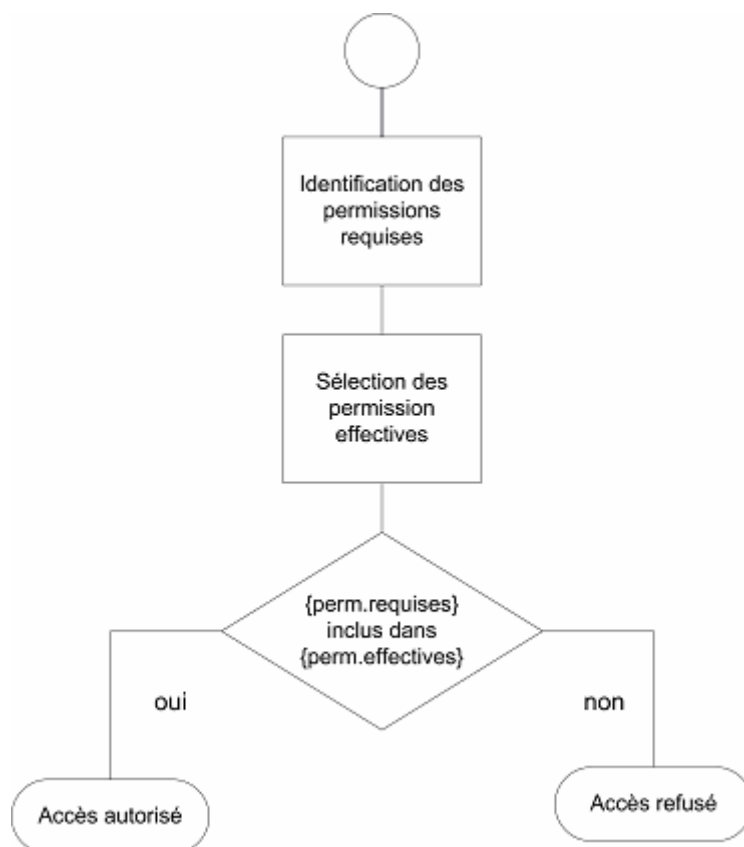 Identification des
permissions
requises
Sélection des
permission
effectives
{perm.requises}
inclus dans
{perm.effectives}
oui
non
Accès autorisé
Accès refusé